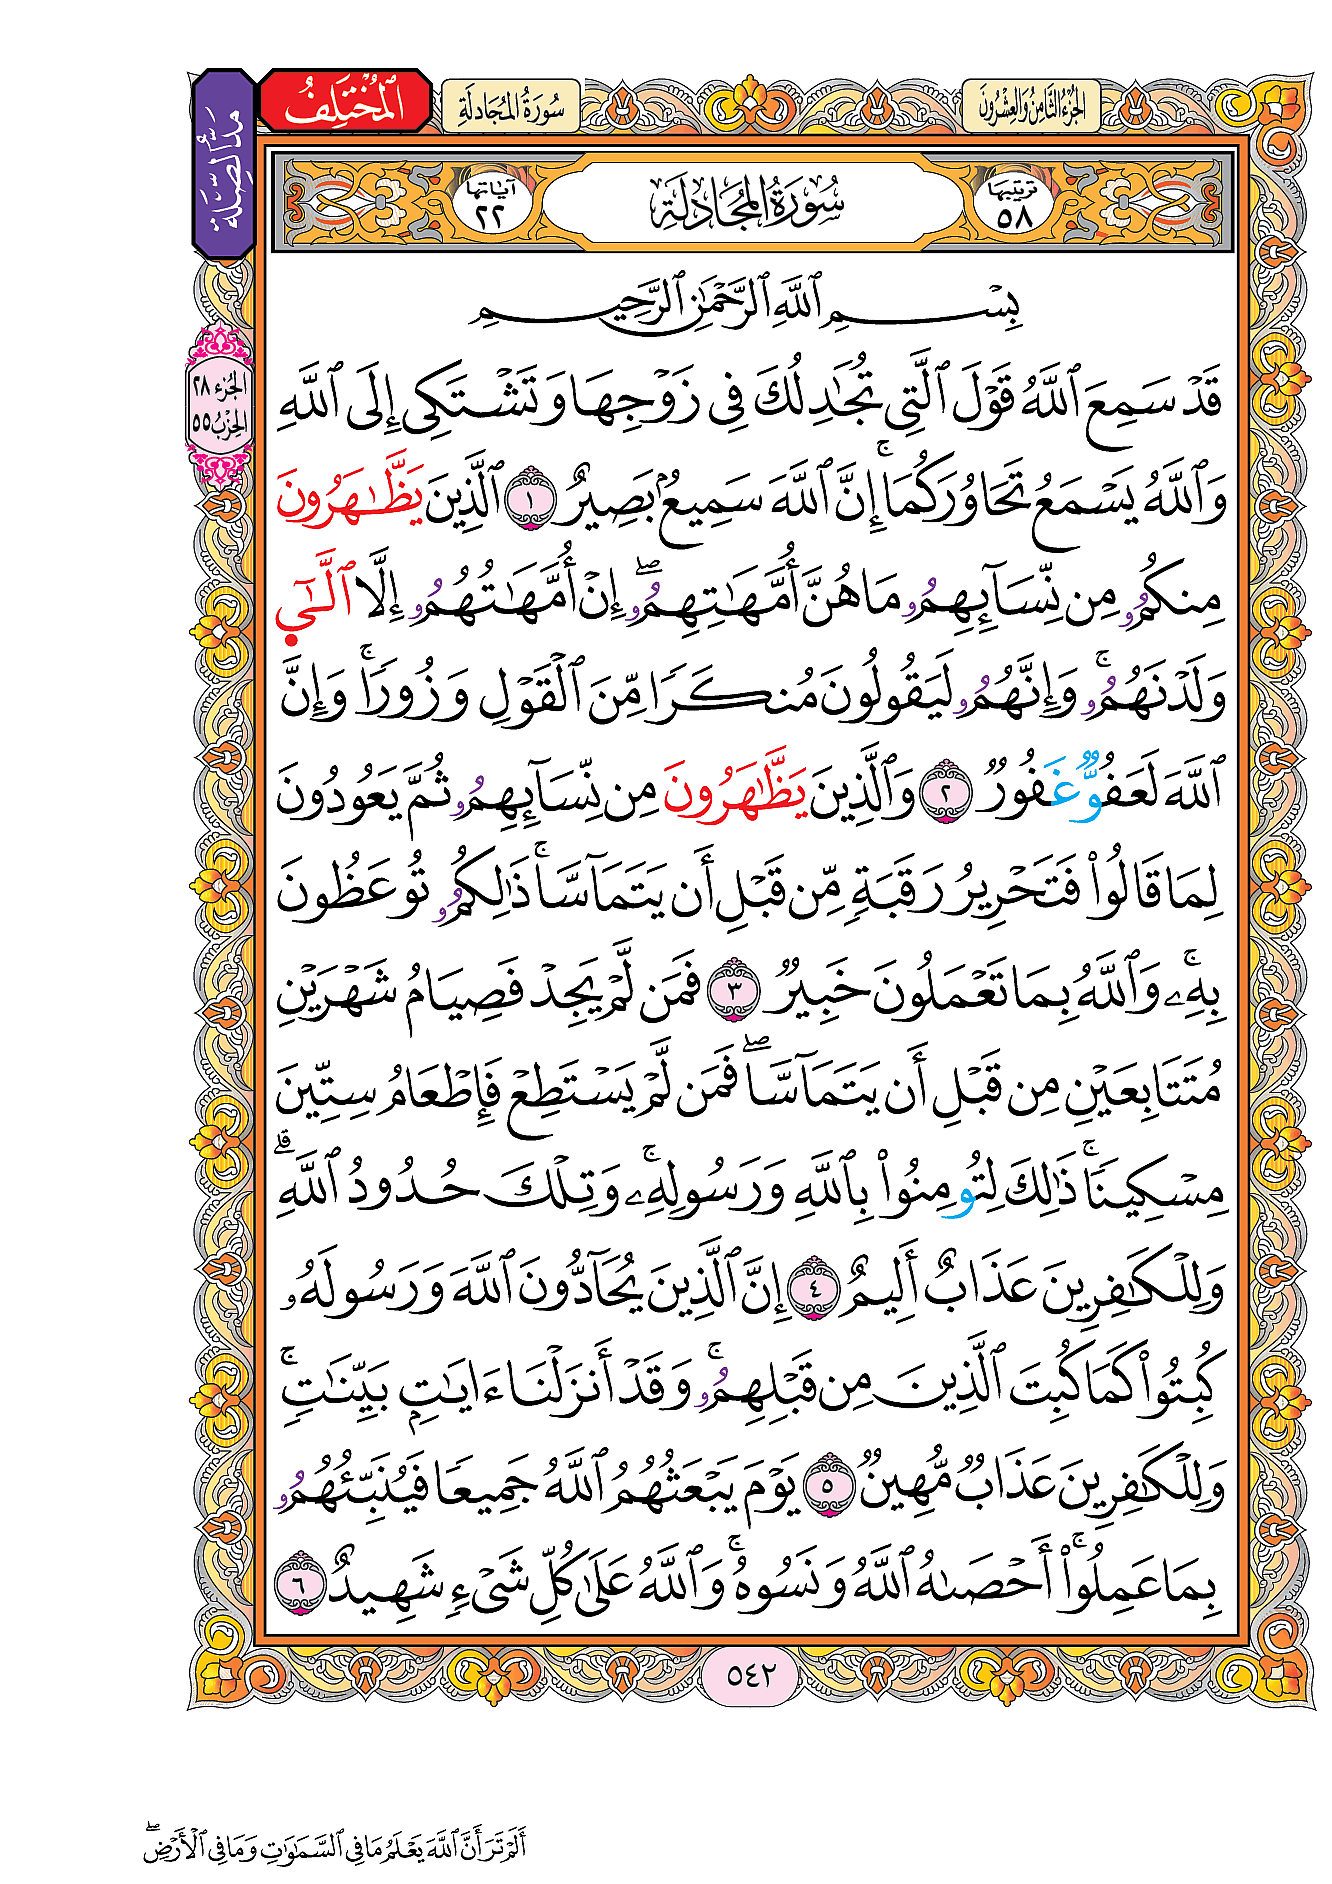 الجزء الثامن والعشرون
سورة المجادلة
المختلف
مد الصلة
ترتيبها ٥٨
سُورَةُ المُجَادلَة
آياتها ٢٢
بِسْمِ ٱللَّهِ ٱلرَّحْمَٰنِ ٱلرَّحِيمِ
قَدْ سَمِعَ ٱللَّهُ قَوْلَ ٱلَّتِي تُجَٰدِلُكَ فِي زَوْجِهَا وَتَشْتَكِي إِلَى ٱللَّهِ
وَٱللَّهُ يَسْمَعُ تَحَاوُرَكُمَا ۚ إِنَّ ٱللَّهَ سَمِيعٌۢ بَصِيرٌ ١ ٱلَّذِينَ يَظَّهَّرُونَ
مِنكُمُۥ مِن نِّسَآئِهِمُۥ مَا هُنَّ أُمَّهَٰتِهِمُۥ ۖ إِنْ أُمَّهَٰتُهُمُۥ إِلَّا ٱلَّٰٓـِٔي
وَلَدْنَهُمُۥ ۚ وَإِنَّهُمُۥ لَيَقُولُونَ مُنكَرًا مِّنَ ٱلْقَوْلِ وَزُورًا ۚ وَإِنَّ
ٱللَّهَ لَعَفُوٌّ غَفُورٌ ٢ وَٱلَّذِينَ يَظَّهَّرُونَ مِن نِّسَآئِهِمُۥ ثُمَّ يَعُودُونَ
لِمَا قَالُوا۟ فَتَحْرِيرُ رَقَبَةٍ مِّن قَبْلِ أَن يَتَمَآسَّا ۚ ذَٰلِكُمُۥ تُوعَظُونَ
بِهِۦ ۚ وَٱللَّهُ بِمَا تَعْمَلُونَ خَبِيرٌ ٣ فَمَن لَّمْ يَجِدْ فَصِيَامُ شَهْرَيْنِ
مُتَتَابِعَيْنِ مِن قَبْلِ أَن يَتَمَآسَّا ۖ فَمَن لَّمْ يَسْتَطِعْ فَإِطْعَامُ سِتِّينَ
مِسْكِينًا ۚ ذَٰلِكَ لِتُومِنُوا۟ بِٱللَّهِ وَرَسُولِهِۦ ۚ وَتِلْكَ حُدُودُ ٱللَّهِ ۗ
وَلِلْكَٰفِرِينَ عَذَابٌ أَلِيمٌ ٤ إِنَّ ٱلَّذِينَ يُحَآدُّونَ ٱللَّهَ وَرَسُولَهُۥ
كُبِتُوا۟ كَمَا كُبِتَ ٱلَّذِينَ مِن قَبْلِهِمُۥ ۚ وَقَدْ أَنزَلْنَا ءَايَٰتٍۭ بَيِّنَٰتٍ ۚ
وَلِلْكَٰفِرِينَ عَذَابٌ مُّهِينٌ ٥ يَوْمَ يَبْعَثُهُمُ ٱللَّهُ جَمِيعًا فَيُنَبِّئُهُمُۥ
بِمَا عَمِلُوٓا۟ ۚ أَحْصَىٰهُ ٱللَّهُ وَنَسُوهُ ۚ وَٱللَّهُ عَلَىٰ كُلِّ شَىْءٍ شَهِيدٌ ٦
الجزء ٢٨
الحزب ٥٥
٥٤٢
أَلَمْ تَرَ أَنَّ ٱللَّهَ يَعْلَمُ مَا فِي ٱلسَّمَٰوَٰتِ وَمَا فِي ٱلْأَرْضِ ۖ